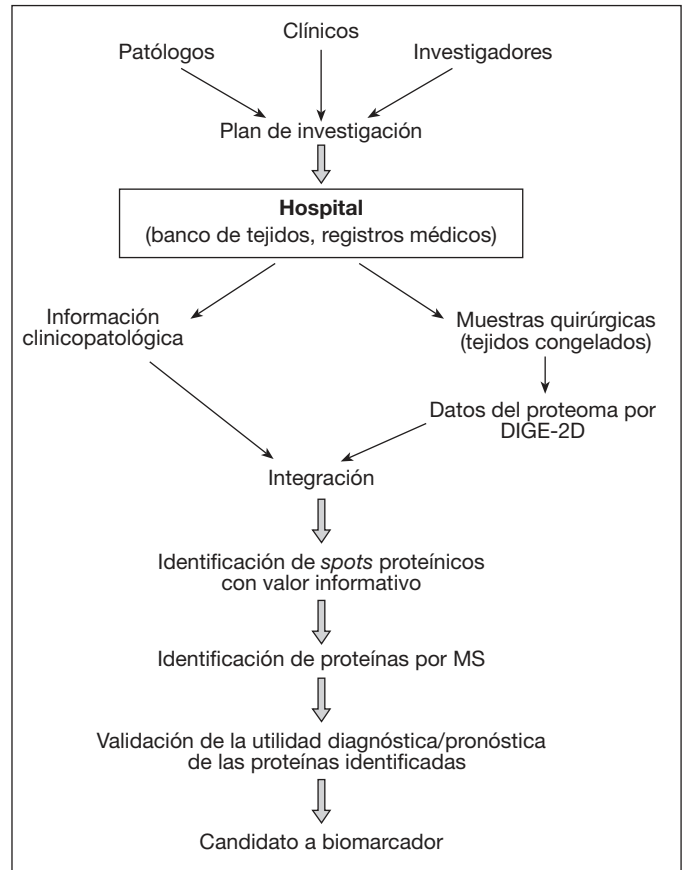 Clínicos
Patólogos
Investigadores
Plan de investigación
Hospital
(banco de tejidos, registros médicos)
Información
clinicopatológica
Muestras quirúrgicas
(tejidos congelados)
Datos del proteoma por
DIGE-2D
Integración
Identificación de spots proteínicos
con valor informativo
Identificación de proteínas por MS
Validación de la utilidad diagnóstica/pronóstica
de las proteínas identificadas
Candidato a biomarcador